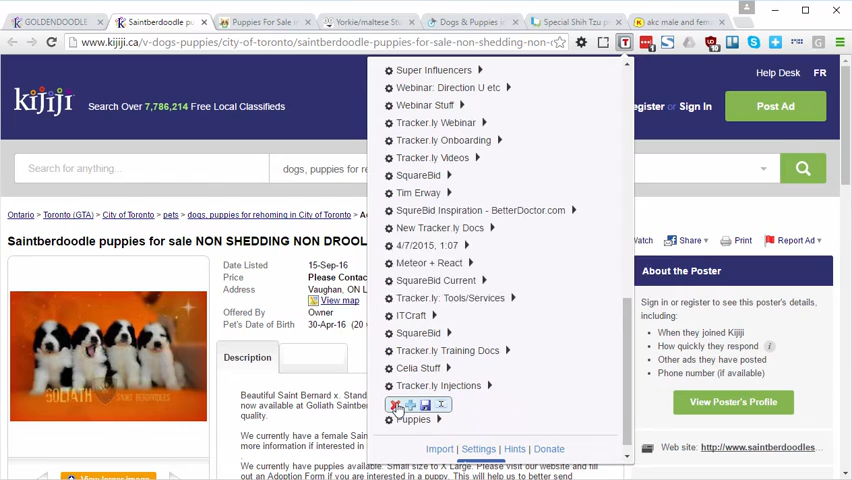 GOLDENDOODLE
Saintberdoodle pu
Puppies For Sale in
Yorkie/maltese Stu
Dogs & Puppies in
Special Shih Tzu p
akc male and fem
www.kijiji.ca/v-dogs-puppies/city-of-toronto/saintberdoodle-puppies-for-sale-non-shedding-non-d
Help Desk FR
kijiji
Search Over 7,786,214 Free Local Classifieds
egister or Sign In
Post Ad
Search for anything...
dogs, puppies for re
Ontario > Toronto (GTA) > City of Toronto > pets > dogs, puppies for rehoming in City of Toronto >
Saintberdoodle puppies for sale NON SHEDDING NON DROOL
Watch
Share
Print
Report Ad
Date Listed 15-Sep-16
Price Please Contac
Address Vaughan, ON L
View map
Offered By Owner
Pet's Date of Birth 30-Apr-16 (20
GOLIATH
Description
Beautiful Saint Bernard x. Stand
now available at Goliath Saintbe
quality.
We currently have a female Sain
more information if interested in
We currently have puppies available. Small size to X Large. Please visit our website and fill
out an Adoption Form if you are interested in a puppy. This will help us to better send
View larger image
Super Influencers
Webinar: Direction U etc
Webinar Stuff
Tracker.ly Webinar
Tracker.ly Onboarding
Tracker.ly Videos
SquareBid
Tim Erway
SqureBid Inspiration - BetterDoctor.com
New Tracker.ly Docs
4/7/2015, 1:07
Meteor + React
SquareBid Current
Tracker.ly: Tools/Services
ITCraft
SquareBid
Tracker.ly Training Docs
Celia Stuff
Tracker.ly Injections
Puppies
Import | Settings | Hints | Donate
About the Poster
Sign in or register to see this poster's details,
including:
When they joined Kijiji
How quickly they respond
Other ads they have posted
Phone number (if available)
View Poster's Profile
Web site: http://www.saintberdoodles...